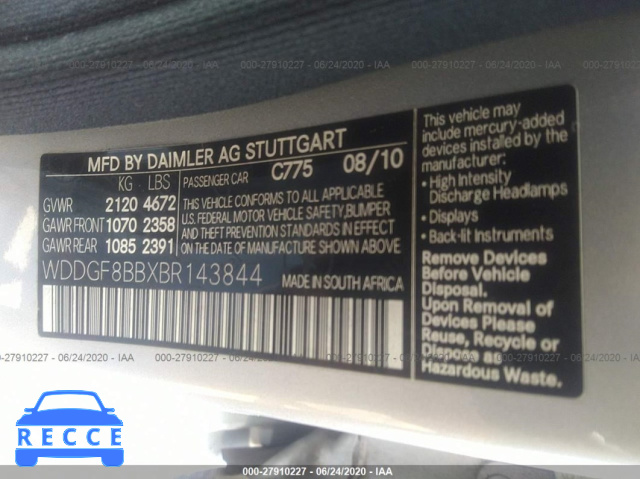 000-27910227 - 06/24/2020 - IAA
000-27910227 - 06/24/2020 - IAA
MFD BY DAIMLER AG STUTTGART
KG LBS
GVWR 2120 4672
GAWR FRONT 1070 2358
GAWR REAR 1085 2391
PASSENGER CAR C775 08/10
THIS VEHICLE CONFORMS TO ALL APPLICABLE
U.S. FEDERAL MOTOR VEHICLE SAFETY, BUMPER
AND THEFT PREVENTION STANDARDS IN EFFECT
ON THE DATE OF MANUFACTURE SHOWN ABOVE
WDDGF8BBXBR143844
MADE IN SOUTH AFRICA
This vehicle may
include mercury-added
devices installed by
the manufacturer:
• High Intensity
Discharge Headlamps
• Displays
• Back-lit Instruments
Remove Devices
Before Vehicle
Disposal.
Upon Removal of
Devices Please
Reuse, Recycle or
Dispose as
Hazardous Waste.
000-27910227 - 06/24/2020 - IAA
000-27910227 - 06/24/2020 - IAA
000-27910227 - 06/24/2020 - IAA
RECCE
000-27910227 - 06/24/2020 - IAA